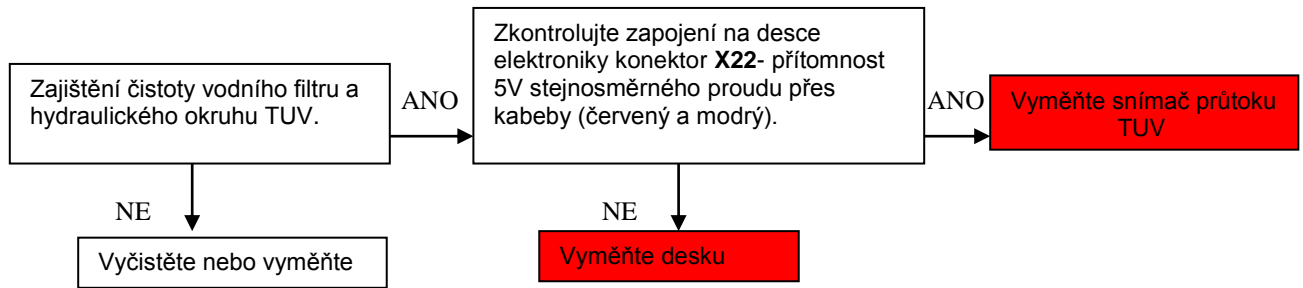 Zajištění čistoty vodního filtru a
hydraulického okruhu TUV.
ANO
Zkontrolujte zapojení na desce
elektroniky konektor X22- přítomnost
5V stejnosměrného proudu přes
kabeby (červený a modrý).
ANO
Vyměňte snímač průtoku
TUV
NE
Vyčistěte nebo vyměňte
NE
Vyměňte desku